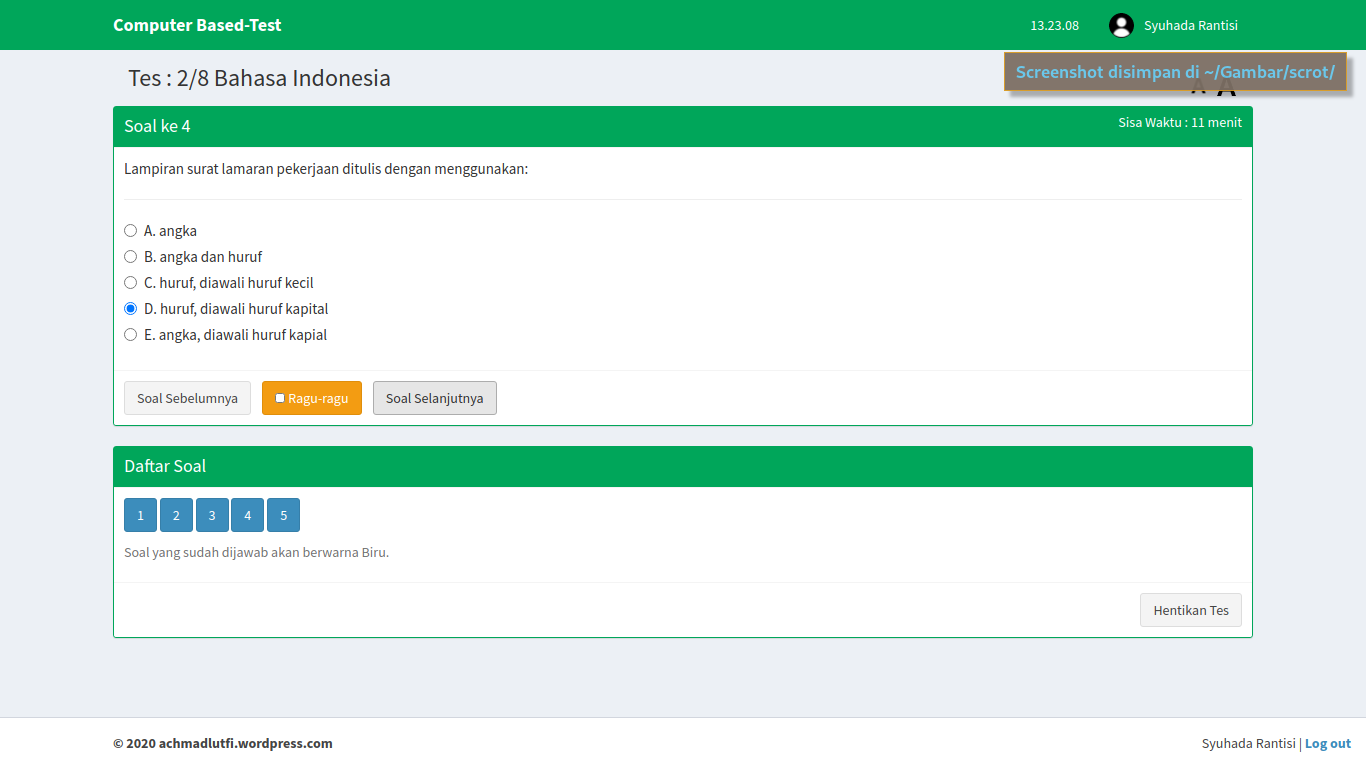 Computer Based-Test
13.23.08
Syuhada Rantisi
Tes : 2/8 Bahasa Indonesia
Screenshot disimpan di ~/Gambar/scrot/
A A
Soal ke 4
Sisa Waktu : 11 menit
Lampiran surat lamaran pekerjaan ditulis dengan menggunakan:
A. angka
B. angka dan huruf
C. huruf, diawali huruf kecil
D. huruf, diawali huruf kapital
E. angka, diawali huruf kapial
Soal Sebelumnya
Ragu-ragu
Soal Selanjutnya
Daftar Soal
1 2 3 4 5
Soal yang sudah dijawab akan berwarna Biru.
Hentikan Tes
© 2020 achmadlutfi.wordpress.com
Syuhada Rantisi | Log out